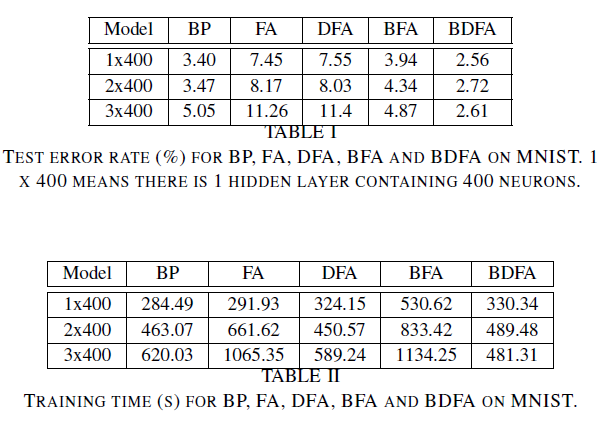 Model BP FA DFA BFA BDFA
1x400 3.40 7.45 7.55 3.94 2.56
2x400 3.47 8.17 8.03 4.34 2.72
3x400 5.05 11.26 11.4 4.87 2.61
TABLE I
TEST ERROR RATE (%) FOR BP, FA, DFA, BFA AND BDFA ON MNIST. 1
X 400 MEANS THERE IS 1 HIDDEN LAYER CONTAINING 400 NEURONS.
Model BP FA DFA BFA BDFA
1x400 284.49 291.93 324.15 530.62 330.34
2x400 463.07 661.62 450.57 833.42 489.48
3x400 620.03 1065.35 589.24 1134.25 481.31
TABLE II
TRAINING TIME (S) FOR BP, FA, DFA, BFA AND BDFA ON MNIST.